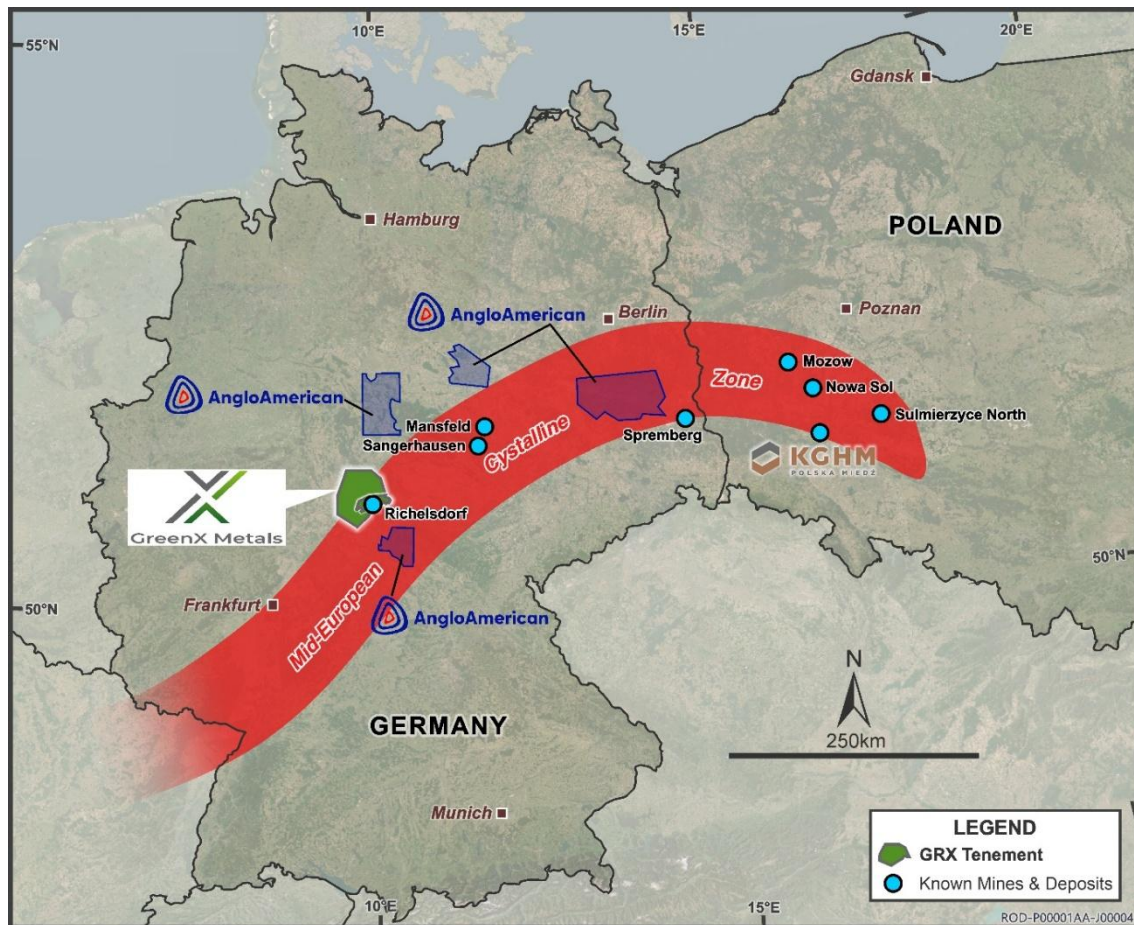 10°E
15°E
20°E
55°N
Gdansk
Hamburg
POLAND
AngloAmerican
Berlin
Poznan
AngloAmerican
Mozow
Zone
Nowa Sol
Sulmierzyce North
Mansfeld
Sangerhausen
Cystalline
Spremberg
KGHM
POLSKA MIEDŹ
GreenX Metals
Richelsdorf
50°N
50°N
Frankfurt
Mid-European
AngloAmerican
GERMANY
N
250km
Munich
LEGEND
GRX Tenement
Known Mines & Deposits
10°E
15°E
ROD-P00001AA-J00004